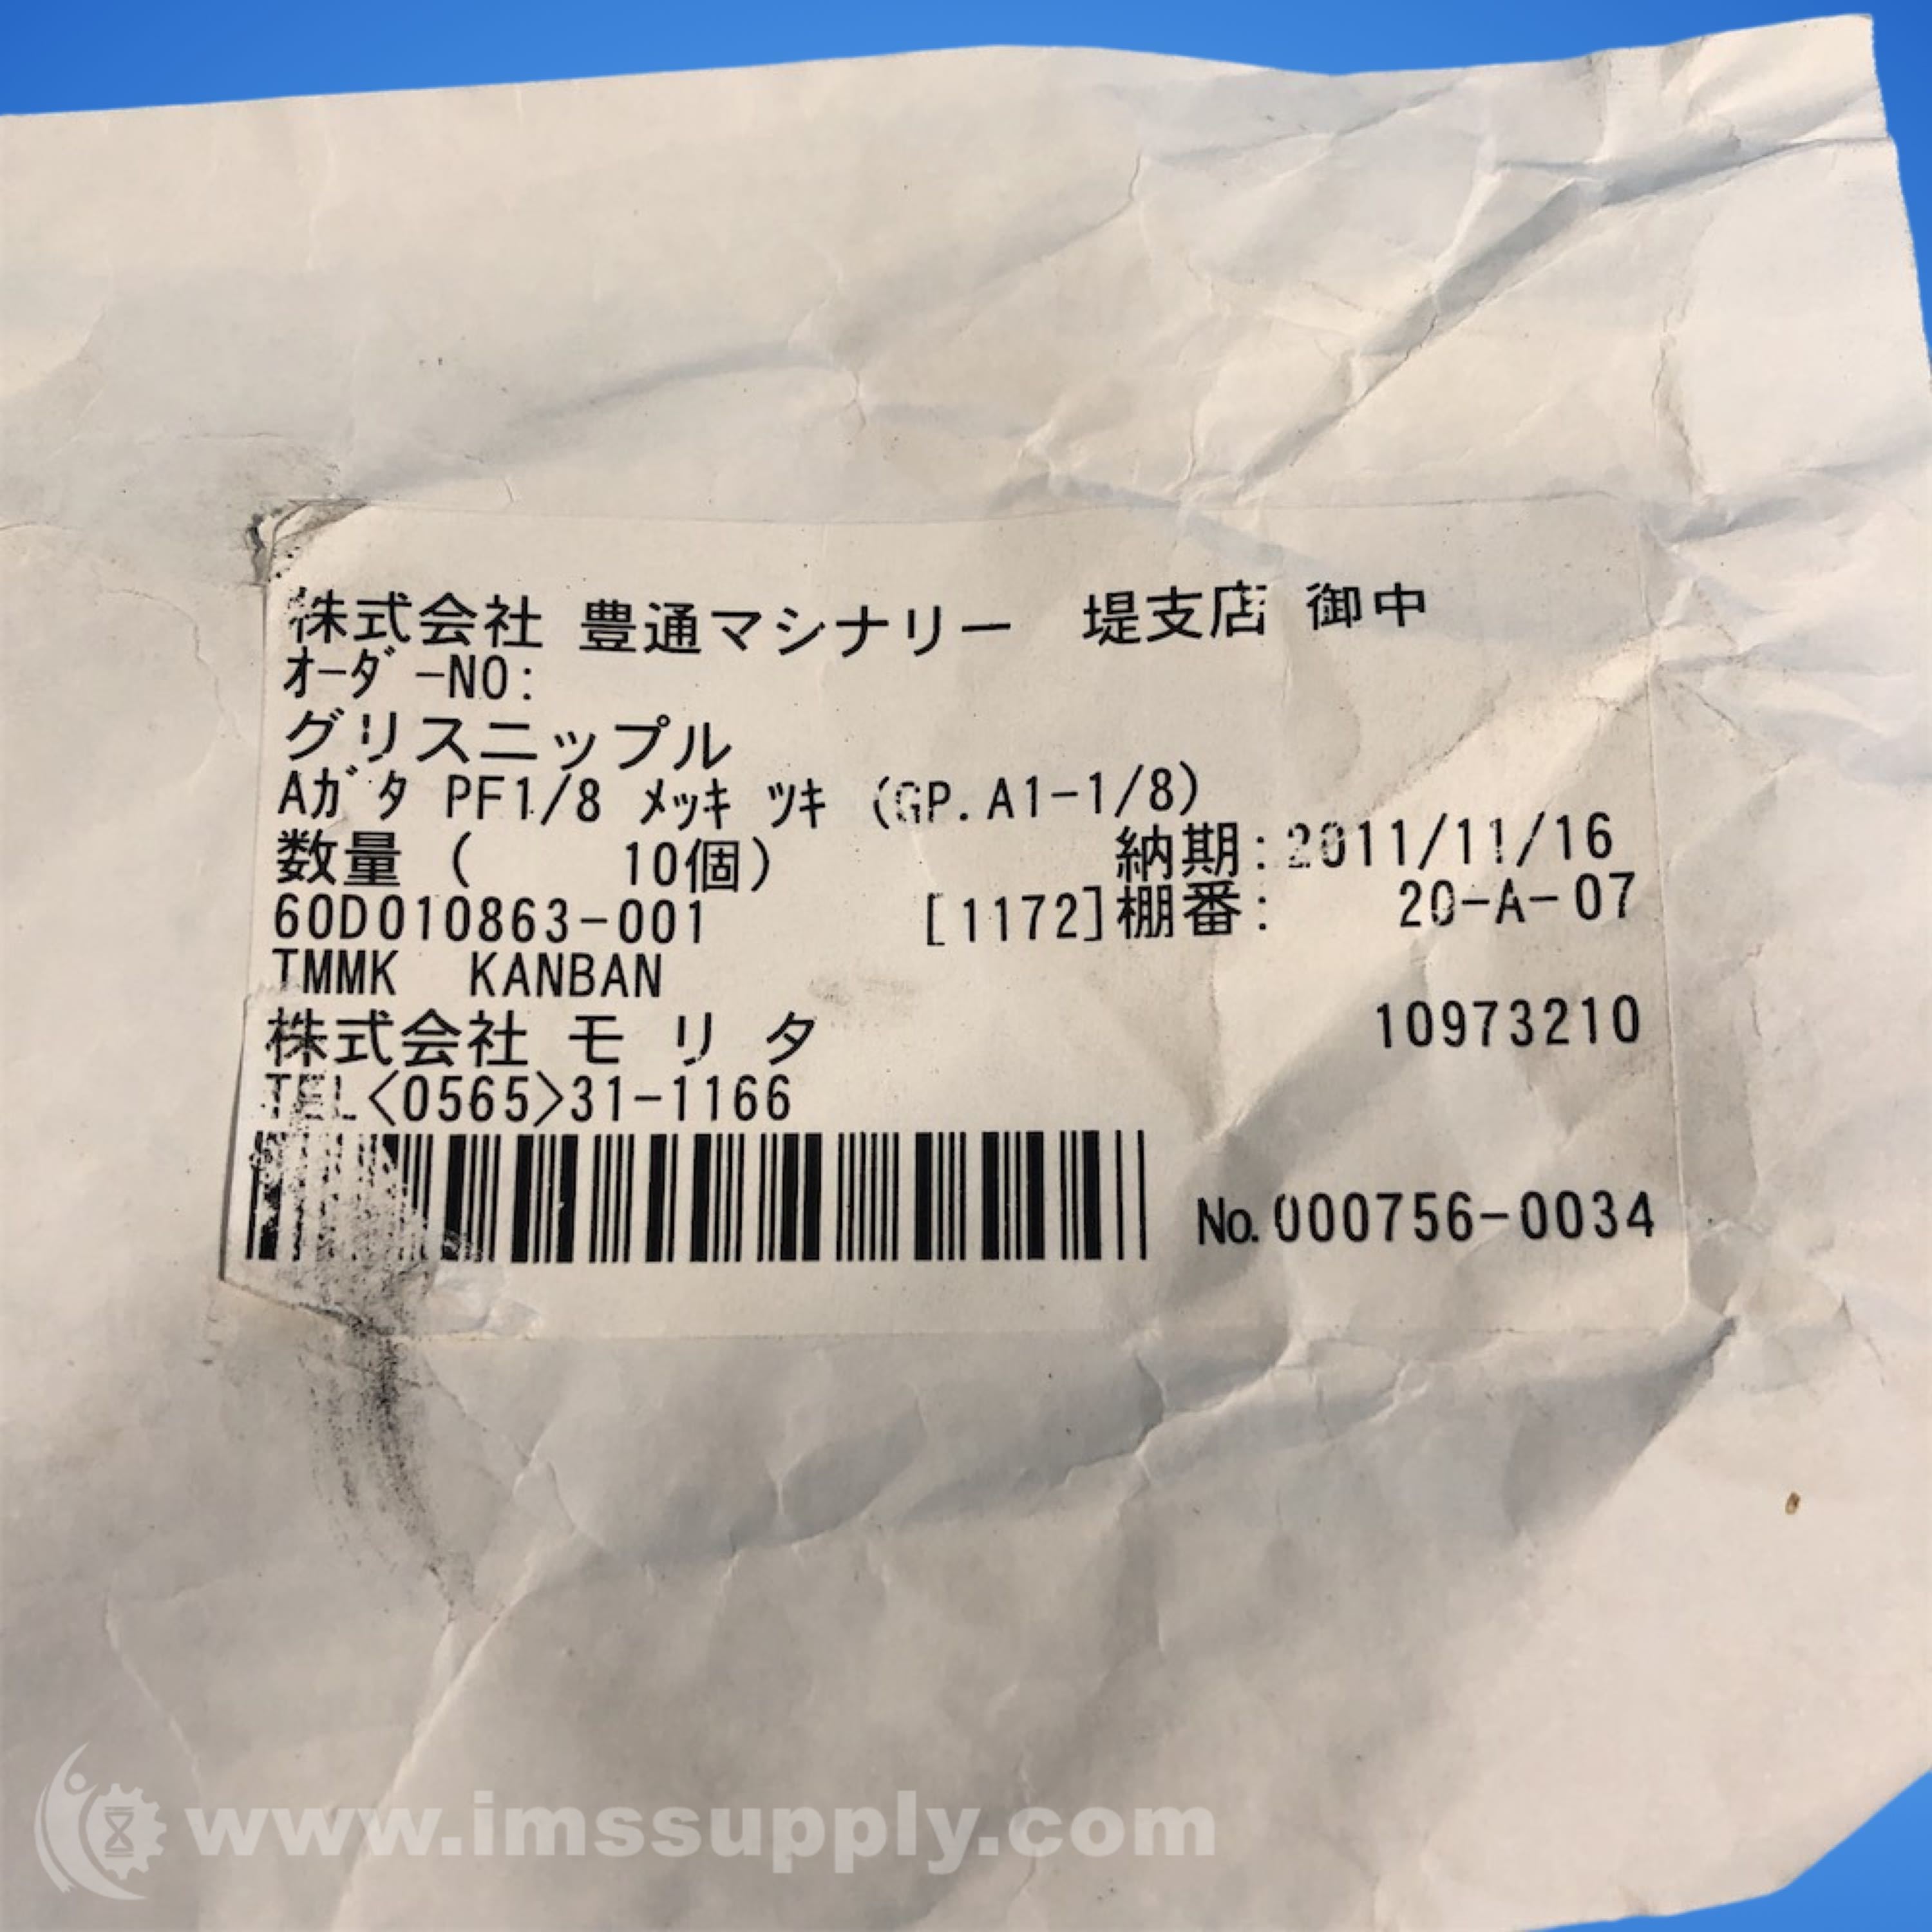 株式会社 豊通マシナリー 堤支店 御中
ｵｰﾀﾞｰNO:
グリスニップル
Aｶﾞﾀ PF1/8 ﾒｯｷ ﾂｷ (GP.A1-1/8)
数量 ( 10個) 納期:2011/11/16
60D010863-001 [1172]棚番: 20-A-07
TMMK KANBAN
株式会社 モ リ タ 10973210
TEL<0565>31-1166
No.000756-0034
www.imssupply.com